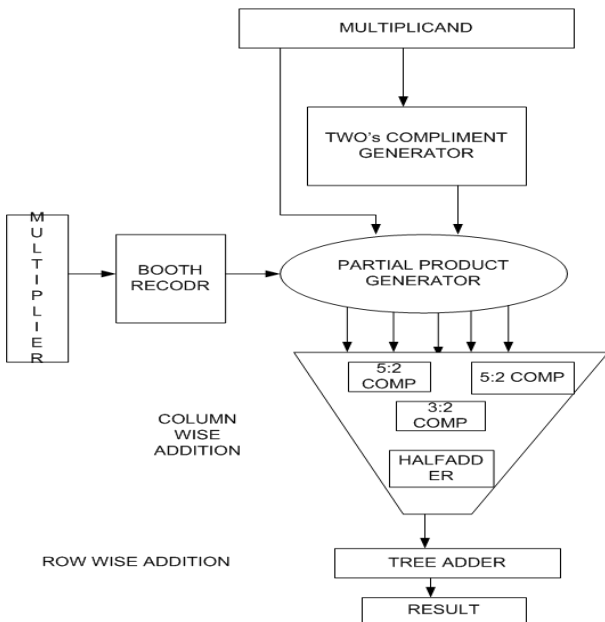 MULTIPLICAND
TWO's COMPLIMENT
GENERATOR
MULTIPLIER
BOOTH
RECODR
PARTIAL PRODUCT
GENERATOR
5:2
COMP
5:2 COMP
3:2
COMP
COLUMN
WISE
ADDITION
HALFADD
ER
ROW WISE ADDITION
TREE ADDER
RESULT